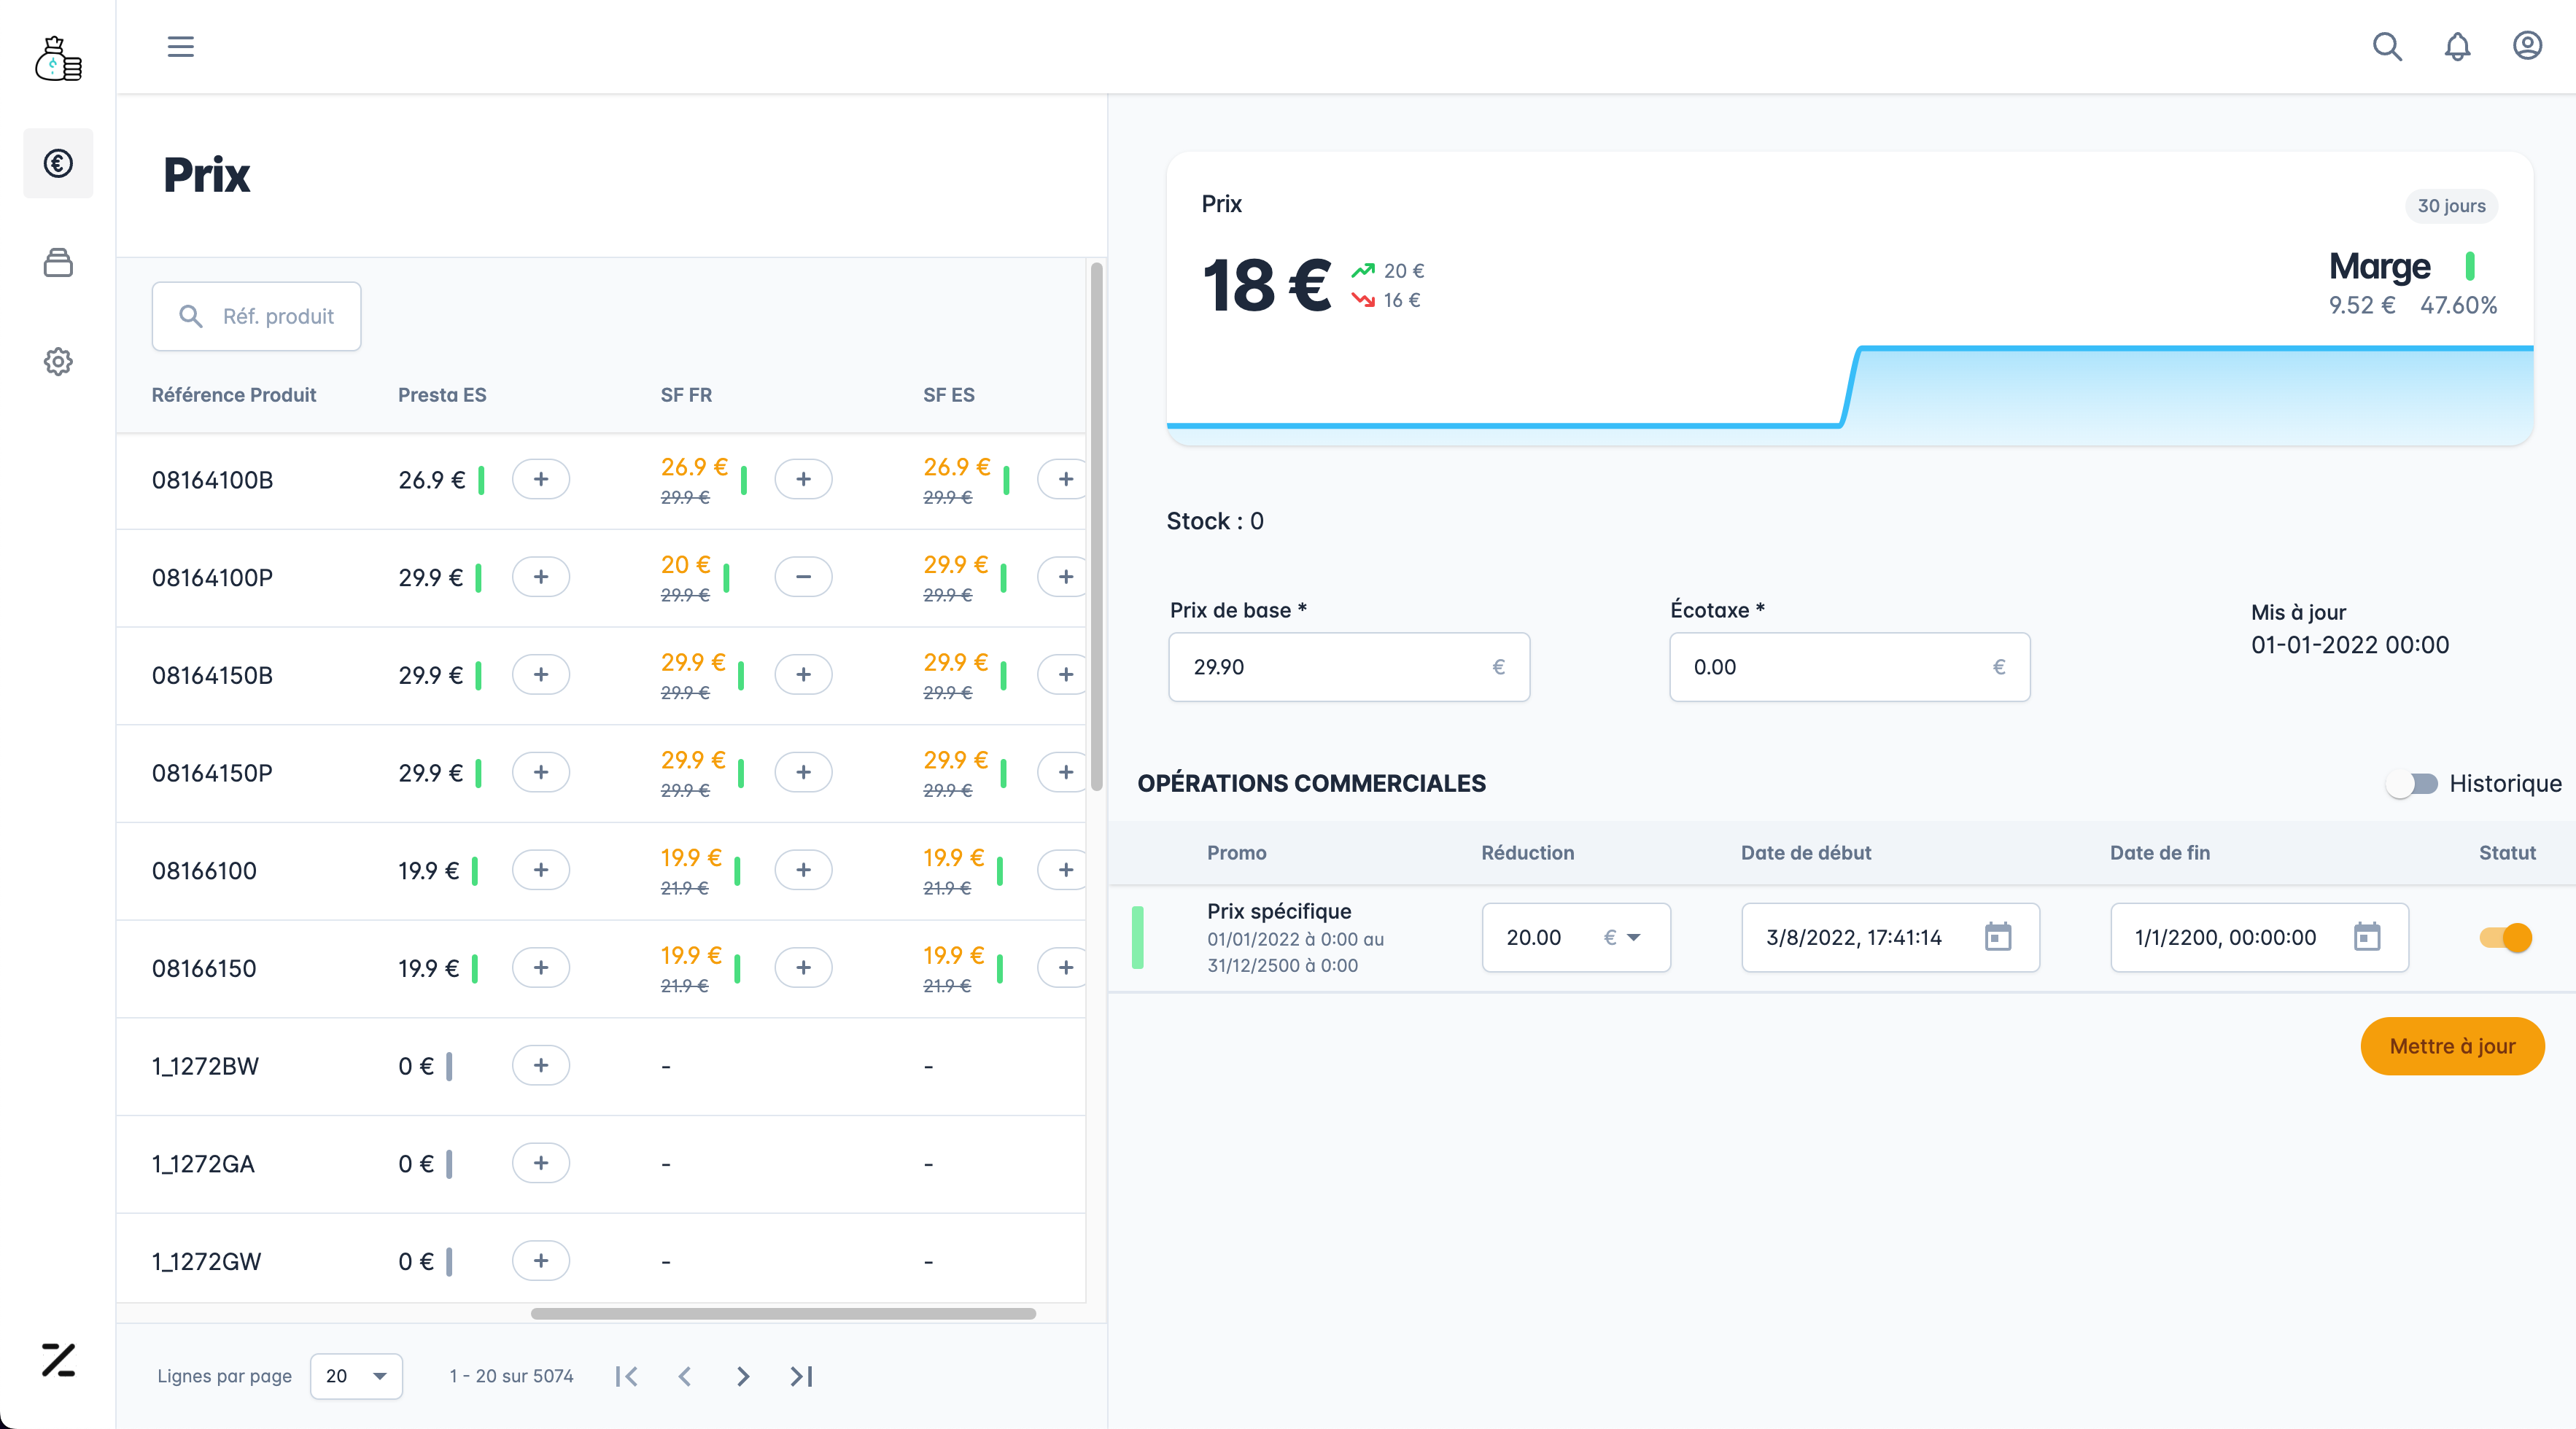 Prix
Réf. produit
Référence Produit Presta ES SF FR SF ES
08164100B 26.9 € + 26.9 € 29.9 € + 26.9 € 29.9 € +
08164100P 29.9 € + 20 € 29.9 € − 29.9 € 29.9 € +
08164150B 29.9 € + 29.9 € 29.9 € + 29.9 € 29.9 € +
08164150P 29.9 € + 29.9 € 29.9 € + 29.9 € 29.9 € +
08166100 19.9 € + 19.9 € 21.9 € + 19.9 € 21.9 € +
08166150 19.9 € + 19.9 € 21.9 € + 19.9 € 21.9 € +
1_1272BW 0 € + - -
1_1272GA 0 € + - -
1_1272GW 0 € + - -
Lignes par page 20 1 - 20 sur 5074
Prix 30 jours
18 € 20 €
16 €
Marge
9.52 € 47.60%
Stock : 0
Prix de base * Écotaxe * Mis à jour
29.90 € 0.00 € 01-01-2022 00:00
OPÉRATIONS COMMERCIALES Historique
Promo Réduction Date de début Date de fin Statut
Prix spécifique
01/01/2022 à 0:00 au
31/12/2500 à 0:00
20.00 € 3/8/2022, 17:41:14 1/1/2200, 00:00:00
Mettre à jour